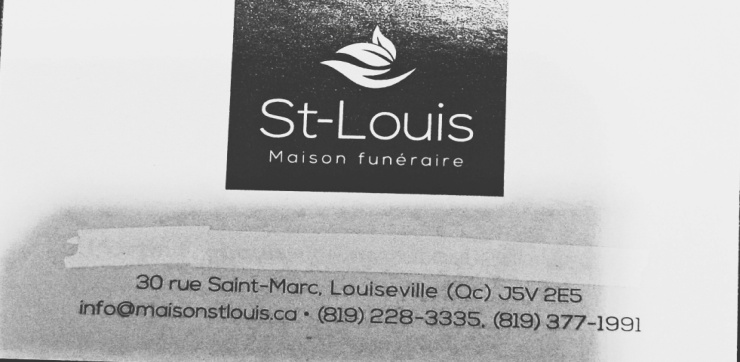 St-Louis
Maison funéraire
30 rue Saint-Marc, Louiseville (Qc) J5V 2E5
info@maisonstlouis.ca • (819) 228-3335, (819) 377-1991